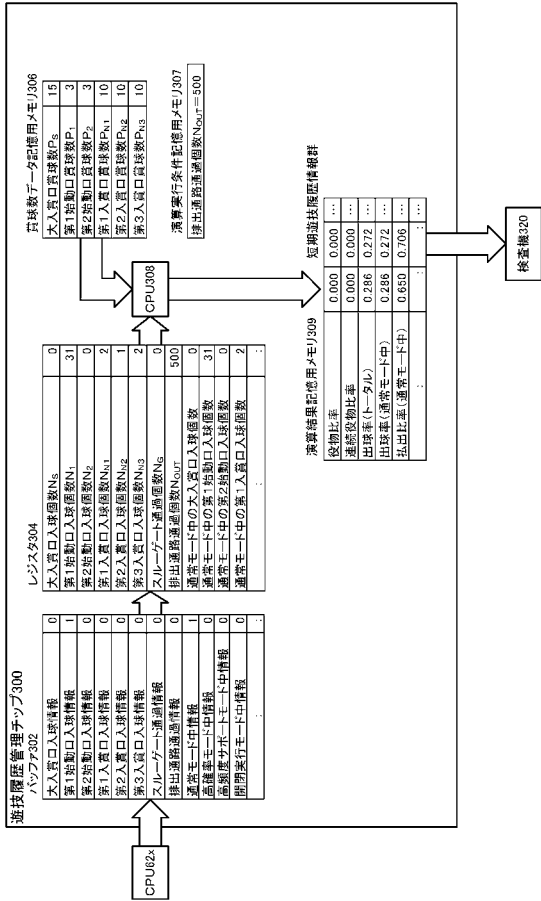 遊技履歴管理チップ300
CPU62x
バッファ302
大入賞口入球情報 0
第1始動口入球情報 1
第2始動口入球情報 0
第1入賞口入球情報 0
第2入賞口入球情報 0
第3入賞口入球情報 0
スルーゲート通過情報 0
排出通路通過情報 0
通常モード中情報 1
高確率モード中情報 0
高頻度サポートモード中情報 0
開閉実行モード中情報 0
: :
レジスタ304
大入賞口入球個数NS 0
第1始動口入球個数N1 31
第2始動口入球個数N2 0
第1入賞口入球個数NN1 2
第2入賞口入球個数NN2 1
第3入賞口入球個数NN3 2
スルーゲート通過個数NG 0
排出通路通過個数NOUT 500
通常モード中の大入賞口入球個数 0
通常モード中の第1始動口入球個数 31
通常モード中の第2始動口入球個数 0
通常モード中の第1入賞口入球個数 2
: :
賞球数データ記憶用メモリ306
大入賞口賞球数PS 15
第1始動口賞球数P1 3
第2始動口賞球数P2 3
第1入賞口賞球数PN1 10
第2入賞口賞球数PN2 10
第3入賞口賞球数PN3 10
演算実行条件記憶用メモリ307
排出通路通過個数NOUT=500
CPU308
演算結果記憶用メモリ309 短期遊技履歴情報群
役物比率 0.000 0.000 …
連続役物比率 0.000 0.000 …
出球率(トータル) 0.286 0.272 …
出球率(通常モード中) 0.286 0.272 …
払出比率(通常モード中) 0.650 0.706 …
: : :
検査機320